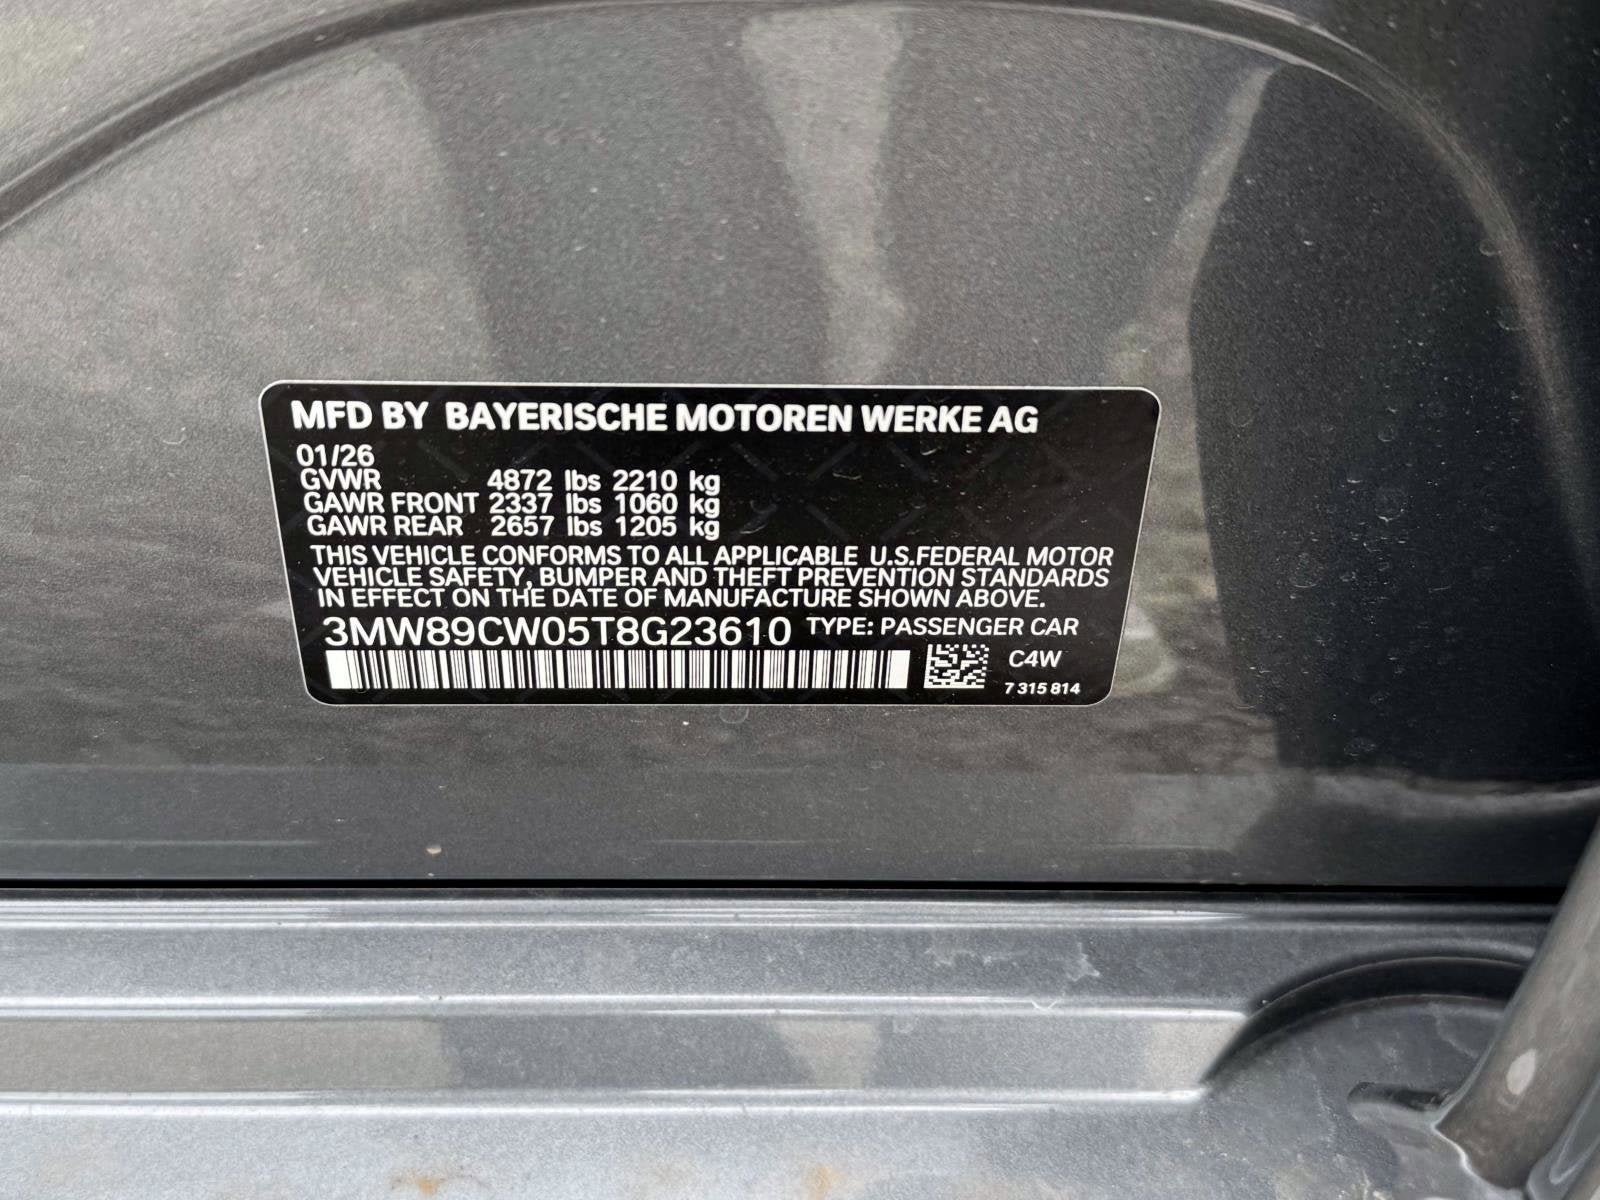 MFD BY BAYERISCHE MOTOREN WERKE AG
01/26
GVWR 4872 lbs 2210 kg
GAWR FRONT 2337 lbs 1060 kg
GAWR REAR 2657 lbs 1205 kg
THIS VEHICLE CONFORMS TO ALL APPLICABLE U.S.FEDERAL MOTOR
VEHICLE SAFETY, BUMPER AND THEFT PREVENTION STANDARDS
IN EFFECT ON THE DATE OF MANUFACTURE SHOWN ABOVE.
3MW89CW05T8G23610 TYPE: PASSENGER CAR
C4W
7 315 814